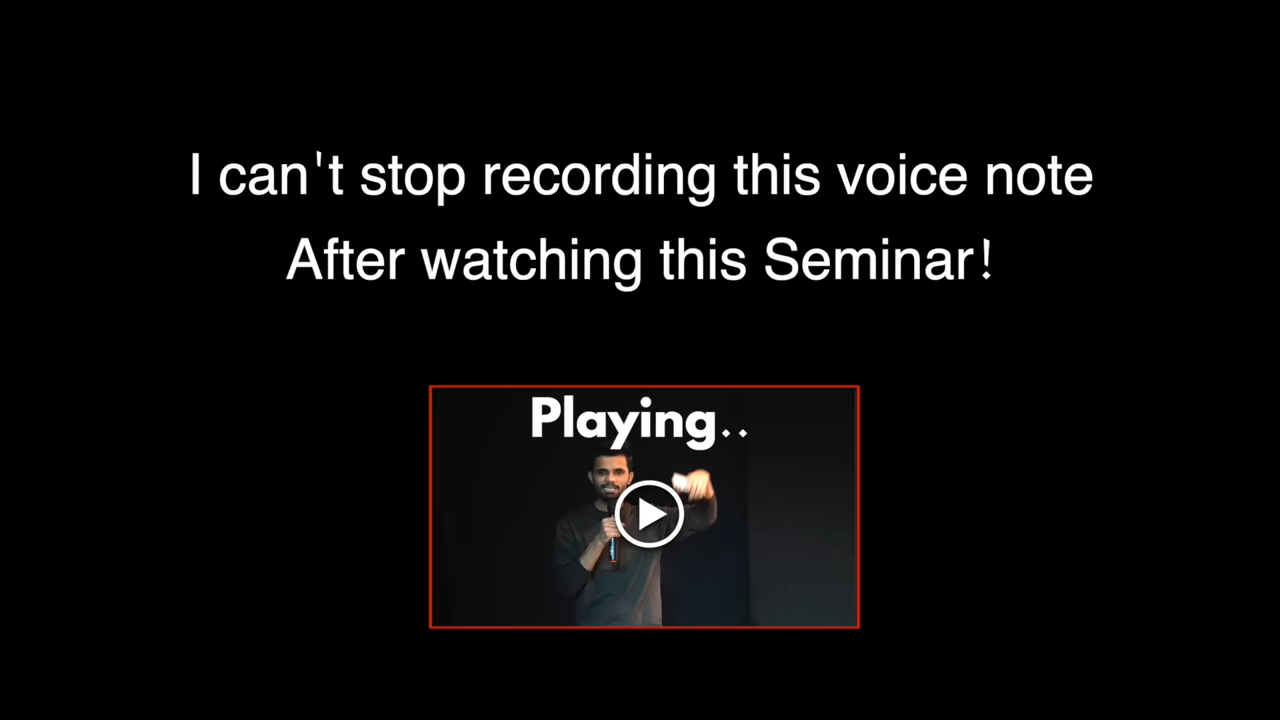 I can't stop recording this voice note
After watching this Seminar!
Playing..